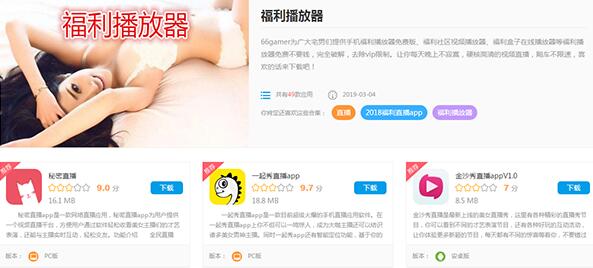 福利播放器
福利播放器
66gamer为广大宅男们提供手机福利播放器免费版、福利社区视频播放器、福利盒子在线播放器等福利播
放器免费不要钱，完全破解，去除vip限制。让你每天晚上不寂寞，硬核高清的视频直播，飚车不限速，喜
欢的话来下载吧！
共有49款应用 2019-03-04
你肯定还喜欢这些合集： 直播 2018福利直播app 福利播放器
推荐
秘密直播
9.0 分
下载
16.1 MB
秘密直播app是一款网络直播应用，秘密直播app为用户提供
一个视频直播平台，方便用户通过软件轻松收看美女主播们的才艺
表演，还能与主播实时互动，轻松交友。功能介绍 全民直播
版本： PC版
推荐
一起秀直播app
9.7 分
下载
18.8 MB
一起秀直播app是一款目前超级火爆的手机直播应用软件。在
一起秀直播app上你不但可以一鸣惊人，成为大咖主播还可以结识
诸多美女男神主播。同时一起秀app还有智能定位功能，基于你的
版本： PC版
推荐
金沙秀直播appV1.0
7 分
下载
8.5 MB
金沙秀直播是最新上线的美女直播秀，这里有各种精彩的直播秀节
目，你可以看到不同的才艺表演节目，还有各种好玩的互动活动，
让你体验更多新颖的节目，每天都有不同的惊喜等着你，不要错过
版本： 安卓版